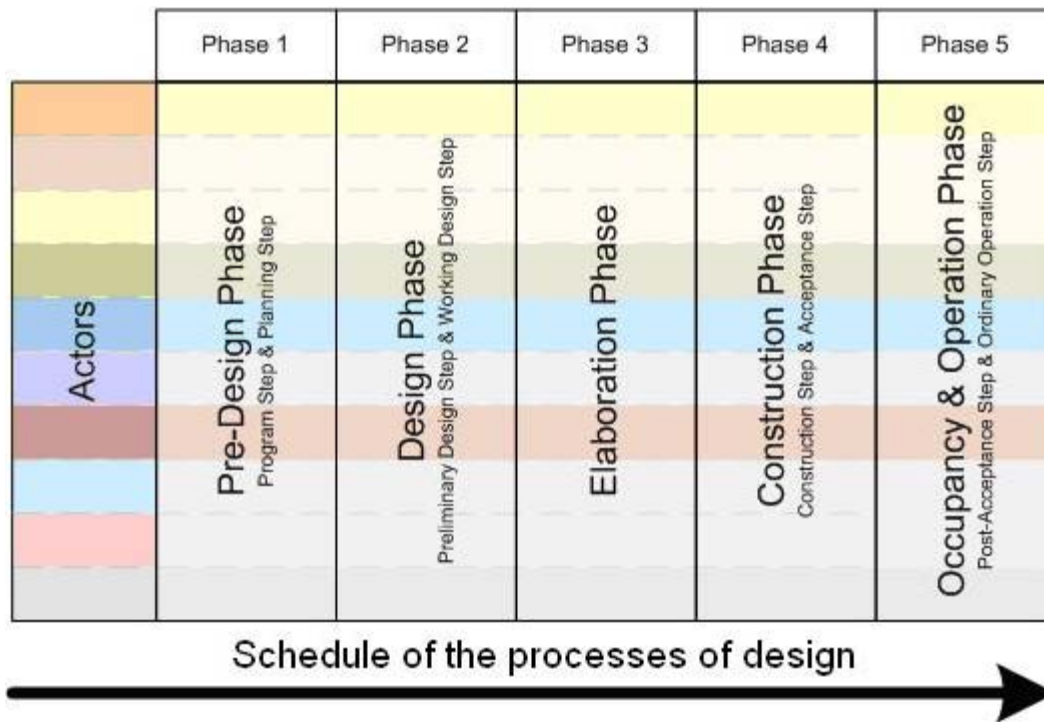 Phase 1
Phase 2
Phase 3
Phase 4
Phase 5
Actors
Pre-Design Phase
Program Step & Planning Step
Design Phase
Preliminary Design Step & Working Design Step
Elaboration Phase
Construction Phase
Construction Step & Acceptance Step
Occupancy & Operation Phase
Post-Acceptance Step & Ordinary Operation Step
Schedule of the processes of design